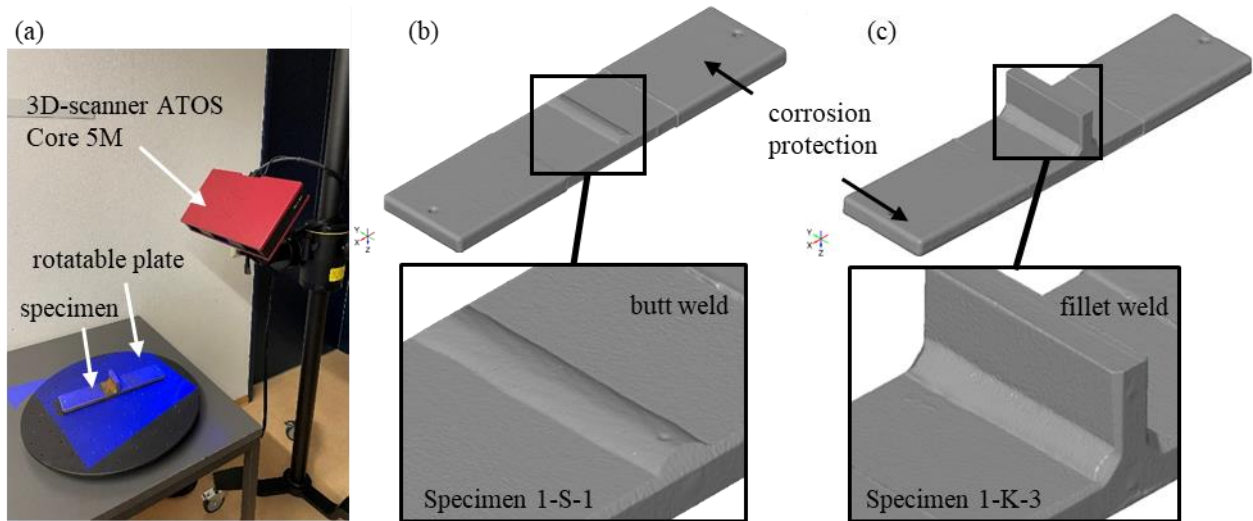 (a)
3D-scanner ATOS
Core 5M
rotatable plate
specimen
(b)
corrosion
protection
Y
X
Z
butt weld
Specimen 1-S-1
(c)
Y
X
Z
fillet weld
Specimen 1-K-3